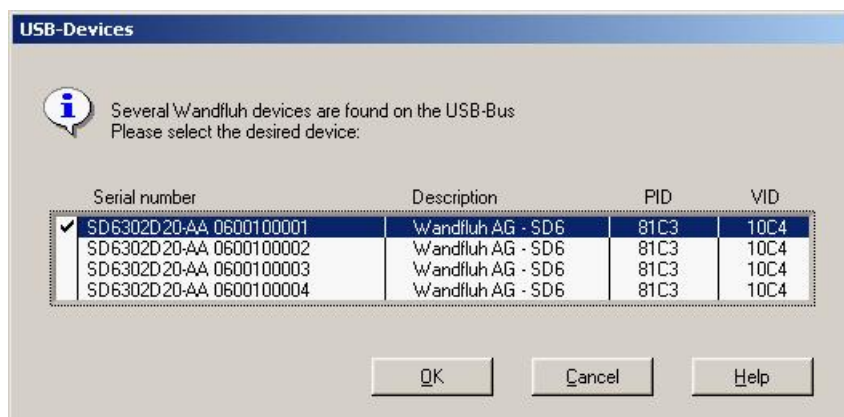 USB-Devices
Several Wandfluh devices are found on the USB-Bus
Please select the desired device:
Serial number Description PID VID
SD6302D20-AA 0600100001 Wandfluh AG - SD6 81C3 10C4
SD6302D20-AA 0600100002 Wandfluh AG - SD6 81C3 10C4
SD6302D20-AA 0600100003 Wandfluh AG - SD6 81C3 10C4
SD6302D20-AA 0600100004 Wandfluh AG - SD6 81C3 10C4
OK Cancel Help